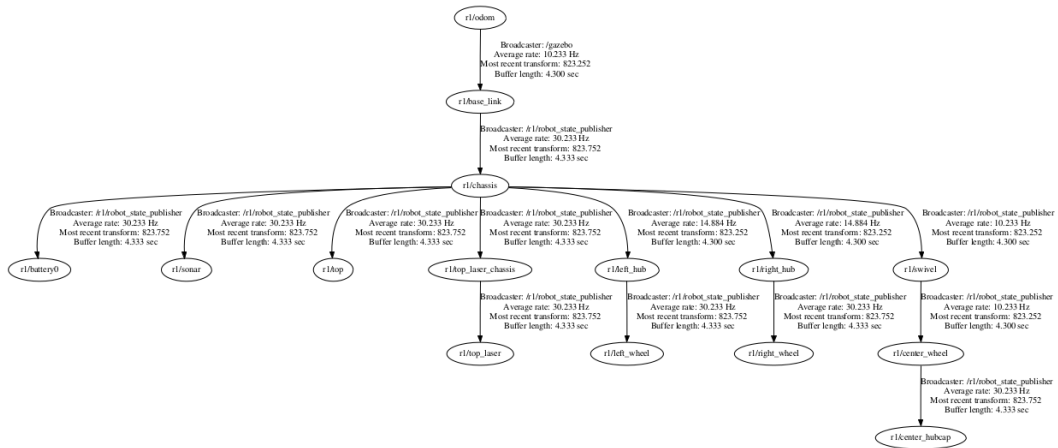 r1/odom
Broadcaster: /gazebo
Average rate: 10.233 Hz
Most recent transform: 823.252
Buffer length: 4.300 sec
r1/base_link
Broadcaster: /r1/robot_state_publisher
Average rate: 30.233 Hz
Most recent transform: 823.752
Buffer length: 4.333 sec
r1/chassis
Broadcaster: /r1/robot_state_publisher
Average rate: 30.233 Hz
Most recent transform: 823.752
Buffer length: 4.333 sec
Broadcaster: /r1/robot_state_publisher
Average rate: 30.233 Hz
Most recent transform: 823.752
Buffer length: 4.333 sec
Broadcaster: /r1/robot_state_publisher
Average rate: 30.233 Hz
Most recent transform: 823.752
Buffer length: 4.333 sec
Broadcaster: /r1/robot_state_publisher
Average rate: 30.233 Hz
Most recent transform: 823.752
Buffer length: 4.333 sec
Broadcaster: /r1/robot_state_publisher
Average rate: 14.884 Hz
Most recent transform: 823.252
Buffer length: 4.300 sec
Broadcaster: /r1/robot_state_publisher
Average rate: 14.884 Hz
Most recent transform: 823.252
Buffer length: 4.300 sec
Broadcaster: /r1/robot_state_publisher
Average rate: 10.233 Hz
Most recent transform: 823.252
Buffer length: 4.300 sec
r1/battery0
r1/sonar
r1/top
r1/top_laser_chassis
r1/left_hub
r1/right_hub
r1/swivel
Broadcaster: /r1/robot_state_publisher
Average rate: 30.233 Hz
Most recent transform: 823.752
Buffer length: 4.333 sec
Broadcaster: /r1/robot_state_publisher
Average rate: 30.233 Hz
Most recent transform: 823.752
Buffer length: 4.333 sec
Broadcaster: /r1/robot_state_publisher
Average rate: 30.233 Hz
Most recent transform: 823.752
Buffer length: 4.333 sec
Broadcaster: /r1/robot_state_publisher
Average rate: 10.233 Hz
Most recent transform: 823.252
Buffer length: 4.300 sec
r1/top_laser
r1/left_wheel
r1/right_wheel
r1/center_wheel
Broadcaster: /r1/robot_state_publisher
Average rate: 30.233 Hz
Most recent transform: 823.752
Buffer length: 4.333 sec
r1/center_hubcap